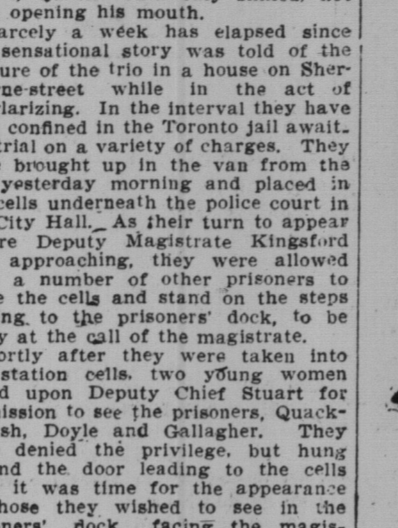 opening his mouth.
arcely a week has elapsed since
sensational story was told of the
ure of the trio in a house on Sher-
ne-street while in the act of
glarizing. In the interval they have
confined in the Toronto jail await-
trial on a variety of charges. They
brought up in the van from the
yesterday morning and placed in
cells underneath the police court in
City Hall. As their turn to appear
re Deputy Magistrate Kingsford
approaching, they were allowed
a number of other prisoners to
e the cells and stand on the steps
ing to the prisoners' dock, to be
y at the call of the magistrate.
ortly after they were taken into
station cells, two young women
d upon Deputy Chief Stuart for
ission to see the prisoners, Quack-
sh, Doyle and Gallagher. They
denied the privilege, but hung
nd the door leading to the cells
it was time for the appearance
hose they wished to see in the
ners' dock, facing the magis-